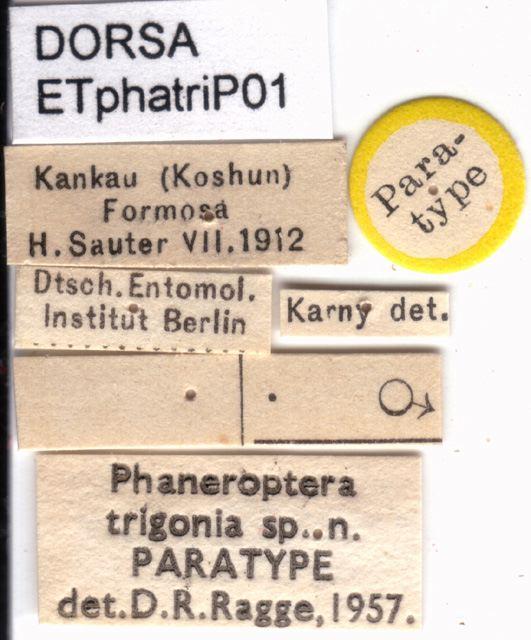 DORSA
ETphatriP01
Kankau (Koshun)
Formosa
H. Sauter VII.1912
Para-
type
Dtsch.Entomol.
Institut Berlin
Karny det.
♂
Phaneroptera
trigonia sp..n.
PARATYPE
det.D.R.Ragge,1957.